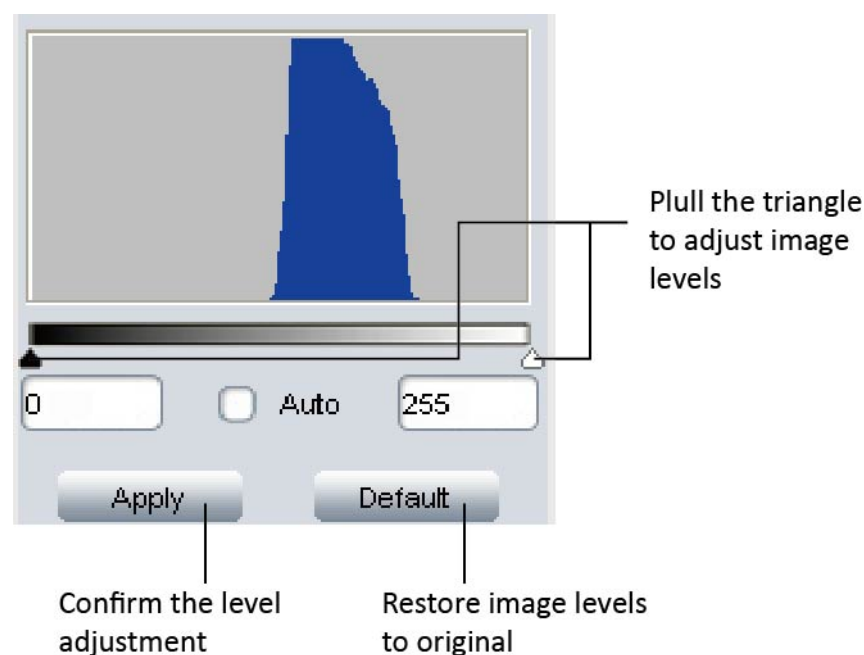 Plull the triangle
to adjust image
levels
0
Auto
255
Apply
Default
Confirm the level
adjustment
Restore image levels
to original